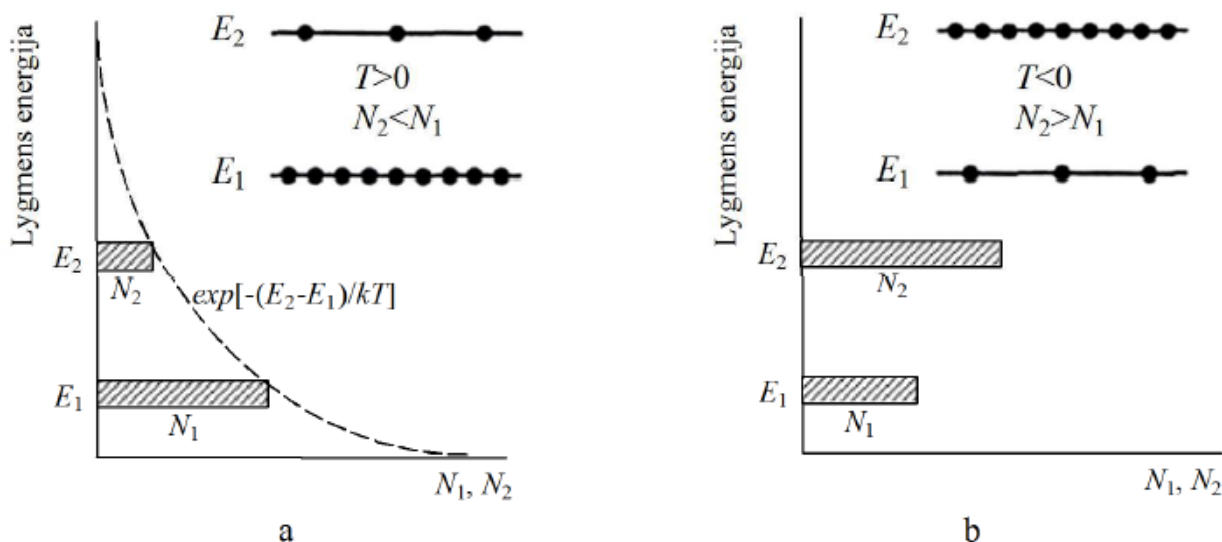 Lygmens energija
E₂
T>0
N₂<N₁
E₁
E₂
N₂
exp[-(E₂-E₁)/kT]
E₁
N₁
N₁, N₂
a
Lygmens energija
E₂
T<0
N₂>N₁
E₁
E₂
N₂
E₁
N₁
N₁, N₂
b